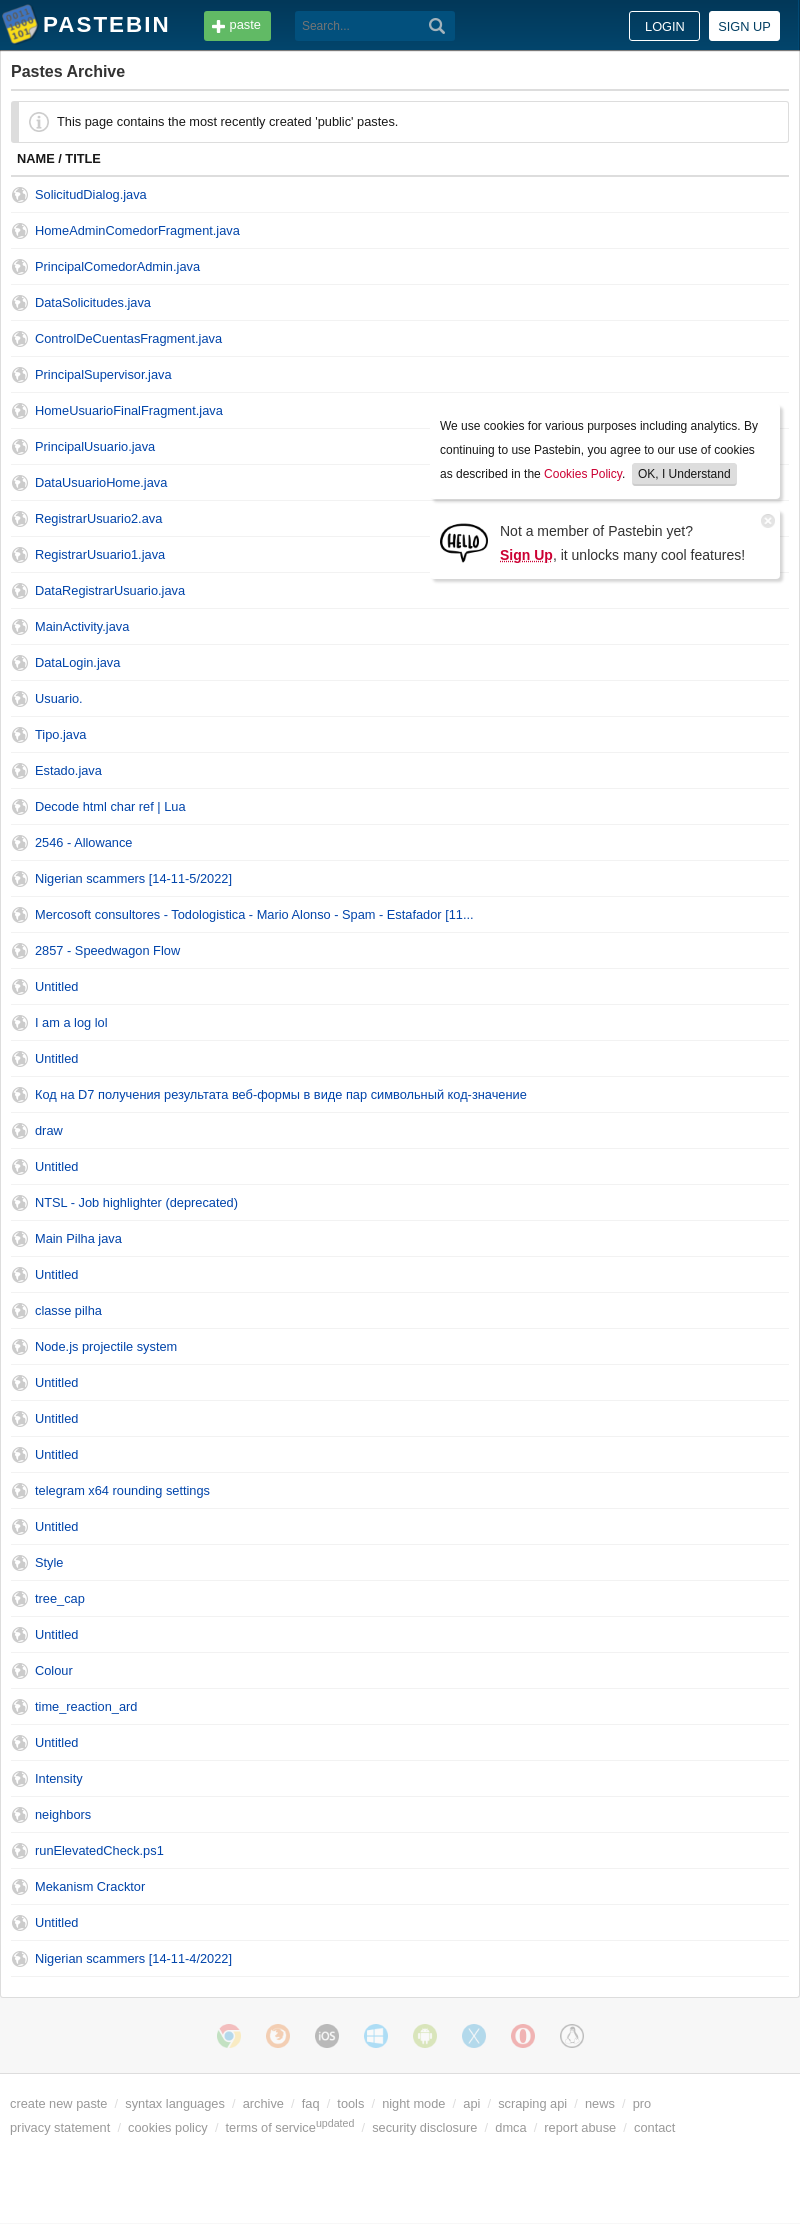 PASTEBIN
paste
Search...
LOGIN
SIGN UP
Pastes Archive
This page contains the most recently created 'public' pastes.
NAME / TITLE
SolicitudDialog.java
HomeAdminComedorFragment.java
PrincipalComedorAdmin.java
DataSolicitudes.java
ControlDeCuentasFragment.java
PrincipalSupervisor.java
HomeUsuarioFinalFragment.java
PrincipalUsuario.java
DataUsuarioHome.java
RegistrarUsuario2.ava
RegistrarUsuario1.java
DataRegistrarUsuario.java
We use cookies for various purposes including analytics. By
continuing to use Pastebin, you agree to our use of cookies
as described in the Cookies Policy. OK, I Understand
HELLO
Not a member of Pastebin yet?
Sign Up, it unlocks many cool features!
MainActivity.java
DataLogin.java
Usuario.
Tipo.java
Estado.java
Decode html char ref | Lua
2546 - Allowance
Nigerian scammers [14-11-5/2022]
Mercosoft consultores - Todologistica - Mario Alonso - Spam - Estafador [11...
2857 - Speedwagon Flow
Untitled
I am a log lol
Untitled
Код на D7 получения результата веб-формы в виде пар символьный код-значение
draw
Untitled
NTSL - Job highlighter (deprecated)
Main Pilha java
Untitled
classe pilha
Node.js projectile system
Untitled
Untitled
Untitled
telegram x64 rounding settings
Untitled
Style
tree_cap
Untitled
Colour
time_reaction_ard
Untitled
Intensity
neighbors
runElevatedCheck.ps1
Mekanism Cracktor
Untitled
Nigerian scammers [14-11-4/2022]
iOS
create new paste / syntax languages / archive / faq / tools / night mode / api / scraping api / news / pro
privacy statement / cookies policy / terms of service updated / security disclosure / dmca / report abuse / contact